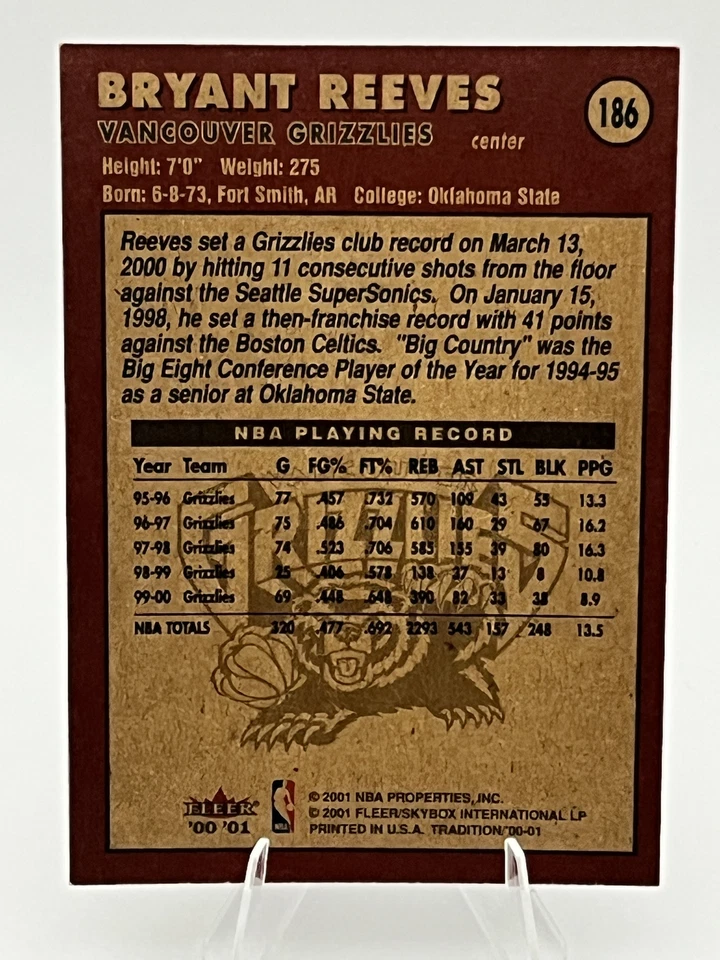 BRYANT REEVES
186
VANCOUVER GRIZZLIES center
Height: 7'0" Weight: 275
Born: 6-8-73, Fort Smith, AR College: Oklahoma State
Reeves set a Grizzlies club record on March 13,
2000 by hitting 11 consecutive shots from the floor
against the Seattle SuperSonics. On January 15,
1998, he set a then-franchise record with 41 points
against the Boston Celtics. "Big Country" was the
Big Eight Conference Player of the Year for 1994-95
as a senior at Oklahoma State.
NBA PLAYING RECORD
Year Team G FG% FT% REB AST STL BLK PPG
95-96 Grizzlies 77 .457 .732 570 109 43 55 13.3
96-97 Grizzlies 75 .486 .704 610 160 29 67 16.2
97-98 Grizzlies 74 .523 .706 585 155 39 80 16.3
98-99 Grizzlies 25 .406 .578 138 37 13 8 10.8
99-00 Grizzlies 69 .448 .648 390 82 33 38 8.9
NBA TOTALS 320 .477 .692 2293 543 157 248 13.5
GRIZZLIES
FLEER
'00 '01
NBA
© 2001 NBA PROPERTIES, INC.
© 2001 FLEER/SKYBOX INTERNATIONAL LP
PRINTED IN U.S.A. TRADITION/'00-01